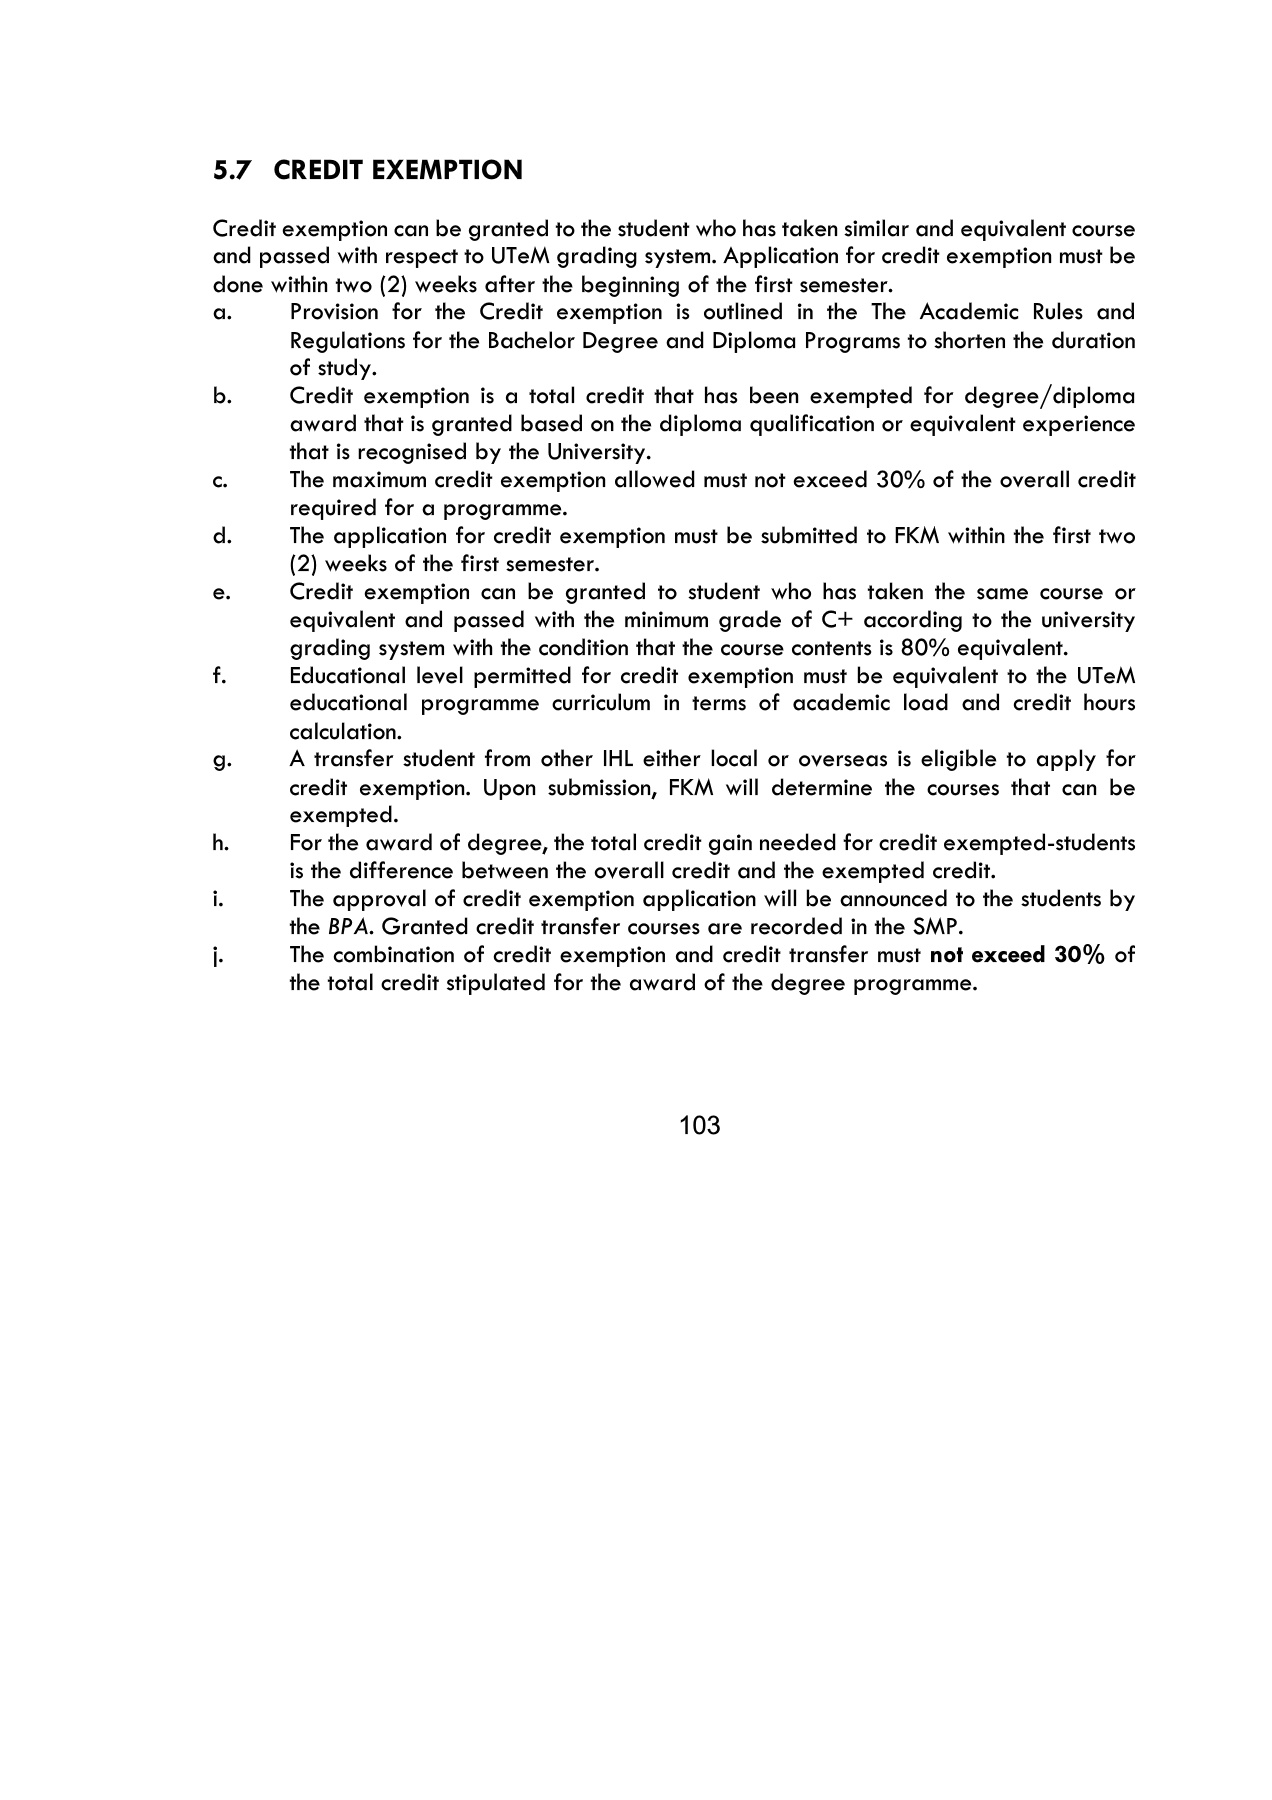 5.7 CREDIT EXEMPTION
Credit exemption can be granted to the student who has taken similar and equivalent course
and passed with respect to UTeM grading system. Application for credit exemption must be
done within two (2) weeks after the beginning of the first semester.
a. Provision for the Credit exemption is outlined in the The Academic Rules and
Regulations for the Bachelor Degree and Diploma Programs to shorten the duration
of study.
b. Credit exemption is a total credit that has been exempted for degree/diploma
award that is granted based on the diploma qualification or equivalent experience
that is recognised by the University.
c. The maximum credit exemption allowed must not exceed 30% of the overall credit
required for a programme.
d. The application for credit exemption must be submitted to FKM within the first two
(2) weeks of the first semester.
e. Credit exemption can be granted to student who has taken the same course or
equivalent and passed with the minimum grade of C+ according to the university
grading system with the condition that the course contents is 80% equivalent.
f. Educational level permitted for credit exemption must be equivalent to the UTeM
educational programme curriculum in terms of academic load and credit hours
calculation.
g. A transfer student from other IHL either local or overseas is eligible to apply for
credit exemption. Upon submission, FKM will determine the courses that can be
exempted.
h. For the award of degree, the total credit gain needed for credit exempted-students
is the difference between the overall credit and the exempted credit.
i. The approval of credit exemption application will be announced to the students by
the BPA. Granted credit transfer courses are recorded in the SMP.
j. The combination of credit exemption and credit transfer must not exceed 30% of
the total credit stipulated for the award of the degree programme.
103